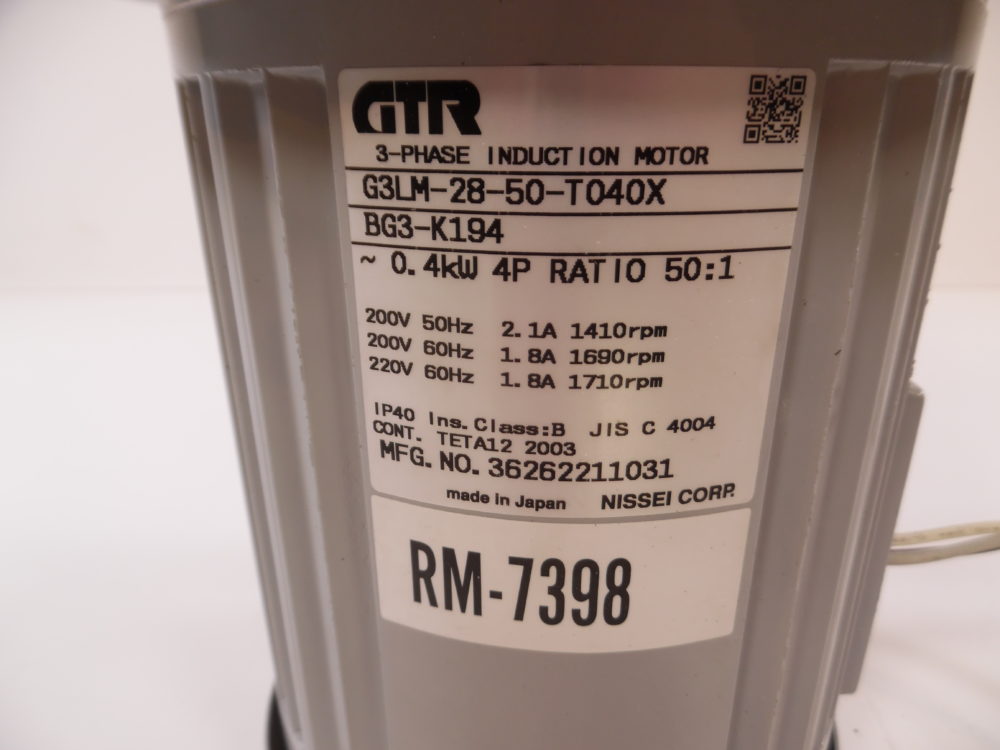 GTR
3-PHASE INDUCTION MOTOR
G3LM-28-50-T040X
BG3-K194
~ 0.4kW 4P RATIO 50:1
200V 50Hz 2.1A 1410rpm
200V 60Hz 1.8A 1690rpm
220V 60Hz 1.8A 1710rpm
IP40 Ins.Class:B JIS C 4004
CONT. TETA12 2003
MFG.NO.36262211031
made in Japan NISSEI CORP.
RM-7398